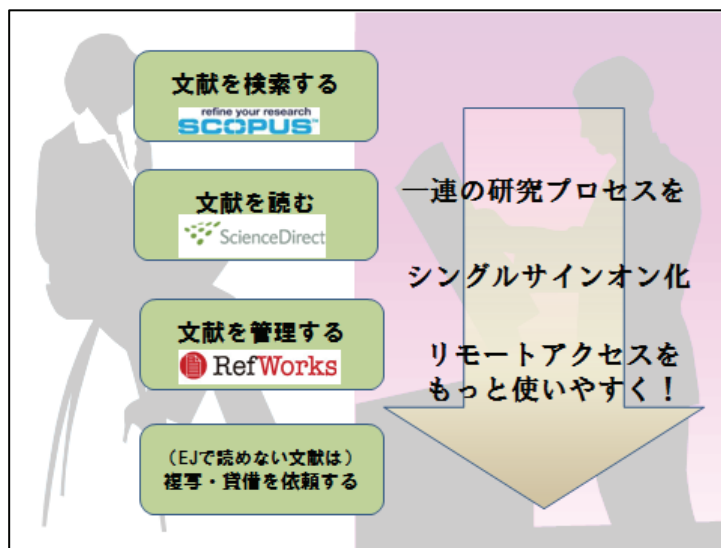 文献を検索する
refine your research
SCOPUS™
文献を読む
ScienceDirect
文献を管理する
RefWorks
（EJで読めない文献は）
複写・貸借を依頼する
一連の研究プロセスを
シングルサインオン化
リモートアクセスを
もっと使いやすく！